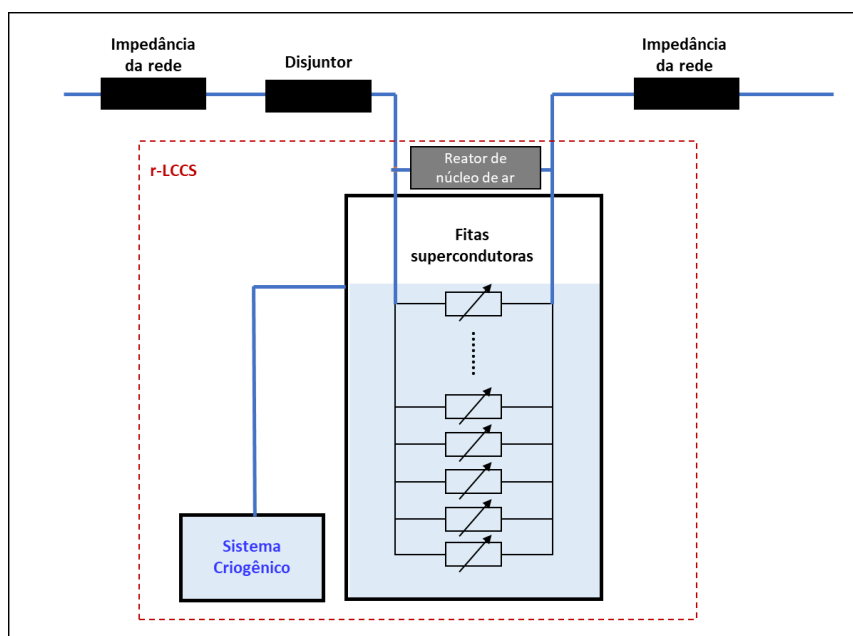 Impedância
da rede
Disjuntor
Impedância
da rede
r-LCCS
Reator de
núcleo de ar
Fitas
supercondutoras
Sistema
Criogênico